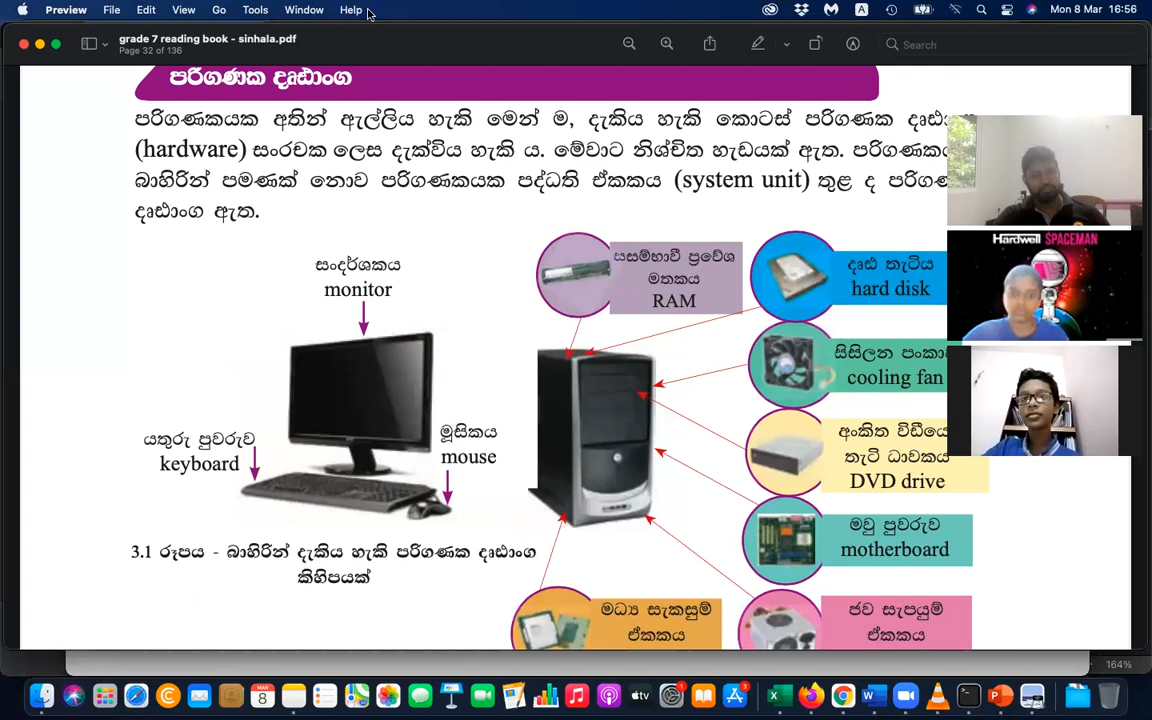 Preview File Edit View Go Tools Window Help
Mon 8 Mar 16:56
grade 7 reading book - sinhala.pdf
Page 32 of 136
Search
පරිගණක දෘඪාංග
පරිගණකයක අතින් ඇල්ලිය හැකි මෙන් ම, දැකිය හැකි කොටස් පරිගණක
(hardware) සංරචක ලෙස දැක්විය හැකි ය. මේවාට නිශ්චිත හැඩයක් ඇත.
බාහිරින් පමණක් නොව පරිගණකයක පද්ධති ඒකකය (system unit) තුළ ද
දෘඪාංග ඇත.
Hardwell SPACEMAN
සංදර්ශකය
monitor
සසම්භාවී ප්‍රවේශ
මතකය
RAM
දෘඪ තැටිය
hard disk
සිසිලන
cooling fan
යතුරු පුවරුව
keyboard
මූසිකය
mouse
අංකිත
තැටි ධාවකය
DVD drive
මවු පුවරුව
motherboard
3.1 රූපය - බාහිරින් දැකිය හැකි පරිගණක දෘඪාංග
කිහිපයක්
මධ්‍ය සැකසුම්
ඒකකය
ජව සැපයුම්
ඒකකය
164%
MAR
8
tv